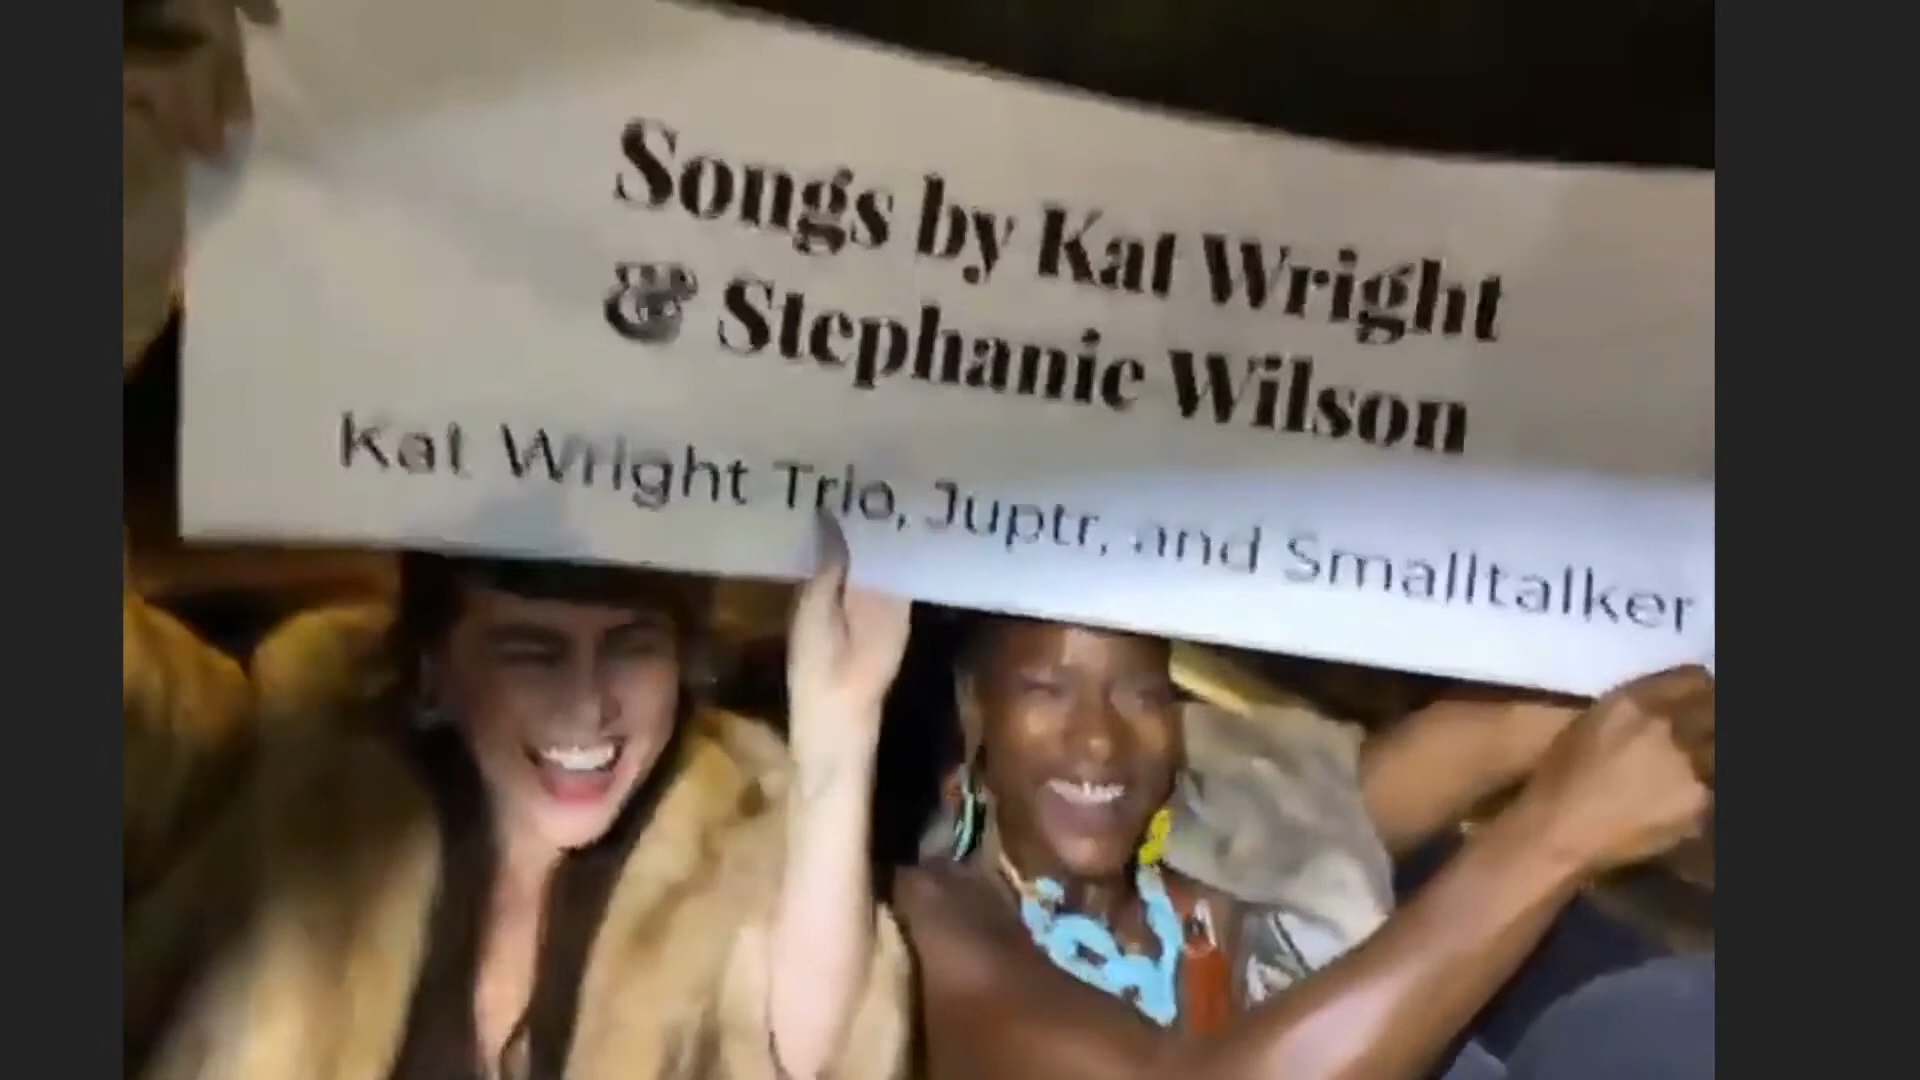 Songs by Kat Wright
& Stephanie Wilson
Kat Wright Trio, Juptr, and Smalltalker